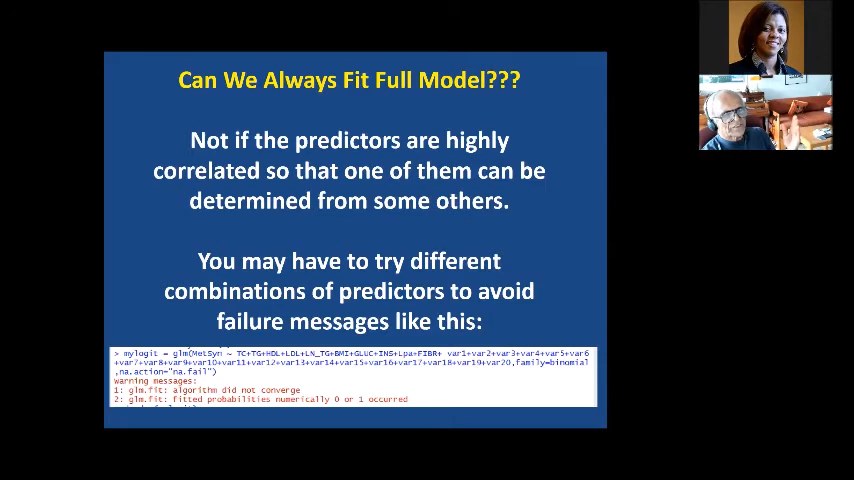 Can We Always Fit Full Model???
Not if the predictors are highly
correlated so that one of them can be
determined from some others.
You may have to try different
combinations of predictors to avoid
failure messages like this:
> mylogit = glm(MetSyn ~ TC+TG+HDL+LDL+LN_TG+BMI+GLUC+INS+Lpa+FIBR+ var1+var2+var3+var4+var5+var6
+var7+var8+var9+var10+var11+var12+var13+var14+var15+var16+var17+var18+var19+var20,family=binomial
,na.action="na.fail")
Warning messages:
1: glm.fit: algorithm did not converge
2: glm.fit: fitted probabilities numerically 0 or 1 occurred